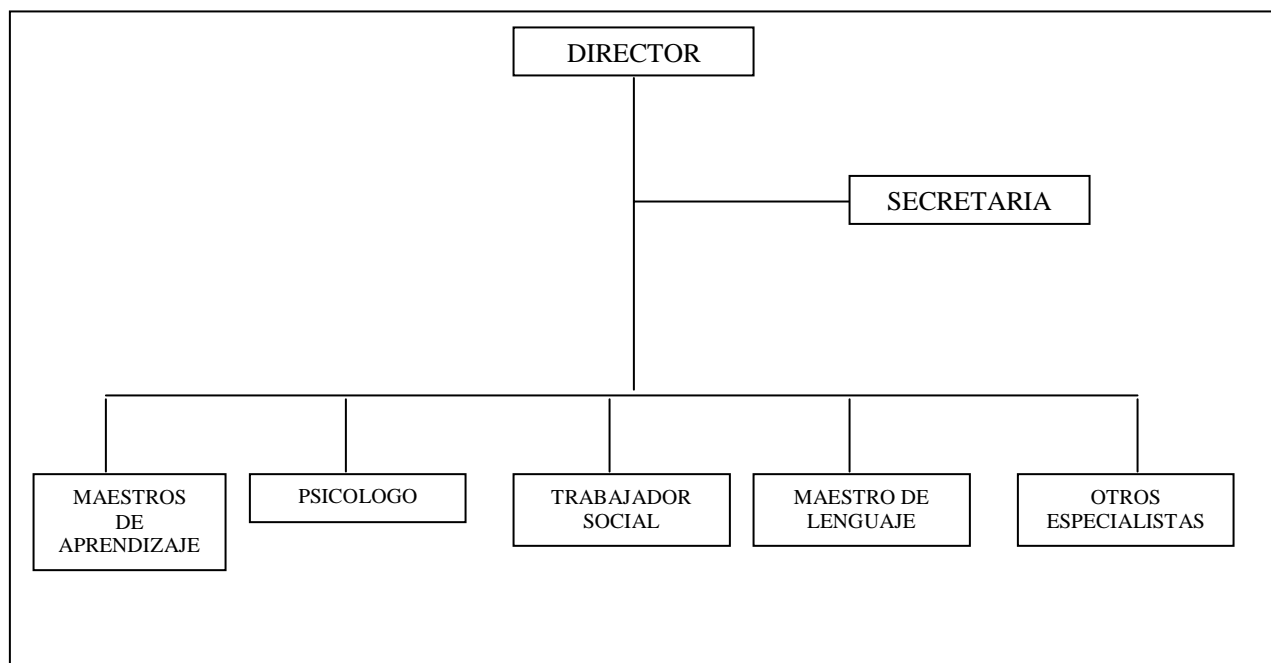 DIRECTOR
SECRETARIA
MAESTROS
DE
APRENDIZAJE
PSICOLOGO
TRABAJADOR
SOCIAL
MAESTRO DE
LENGUAJE
OTROS
ESPECIALISTAS